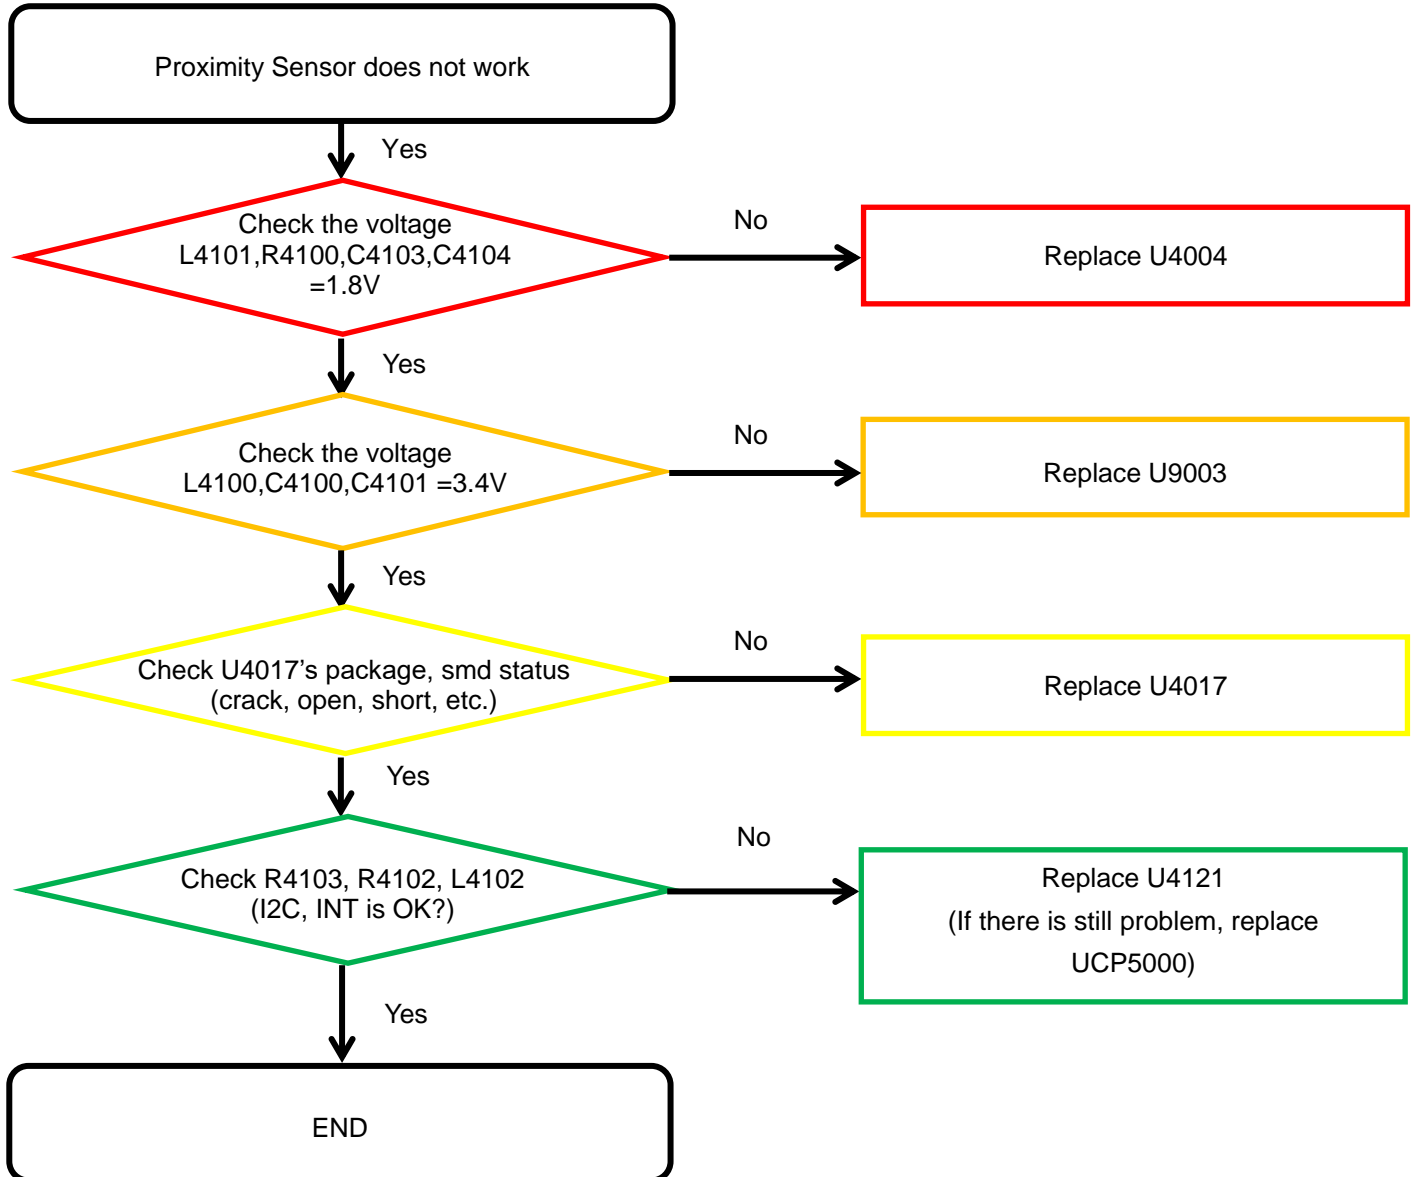 Proximity Sensor does not work
Yes
Check the voltage
L4101,R4100,C4103,C4104
=1.8V
No
Replace U4004
Yes
Check the voltage
L4100,C4100,C4101 =3.4V
No
Replace U9003
Yes
Check U4017’s package, smd status
(crack, open, short, etc.)
No
Replace U4017
Yes
Check R4103, R4102, L4102
(I2C, INT is OK?)
No
Replace U4121
(If there is still problem, replace
UCP5000)
Yes
END